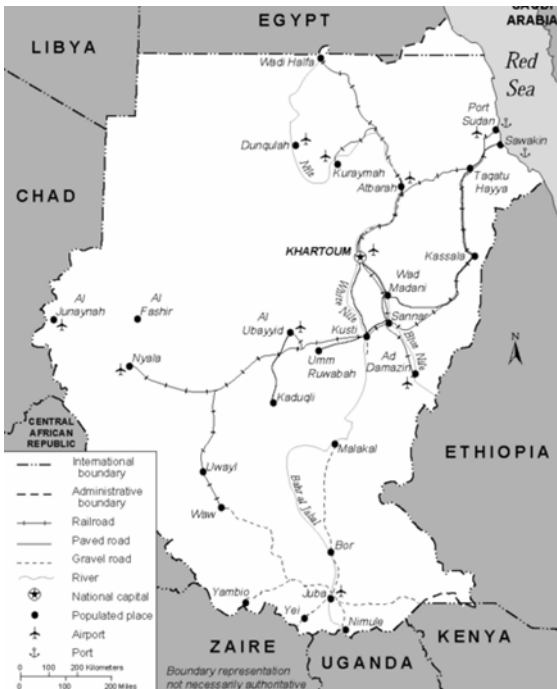 EGYPT
SAUDI
ARABIA
LIBYA
Wadi Halfa
Red
Sea
Port
Sudan
Dunqulah
Sawakin
Nile
Kuraymah
Atbarah
Taqatu
Hayya
CHAD
KHARTOUM
Kassala
Wad
Madani
White Nile
Al
Junaynah
Al
Fashir
Al
Ubayyid
Sannar
Kusti
Blue Nile
N
Umm
Ruwabah
Ad
Damazin
Nyala
Kaduqli
CENTRAL
AFRICAN
REPUBLIC
Malakal
ETHIOPIA
International
boundary
Administrative
boundary
Railroad
Paved road
Gravel road
River
National capital
Populated place
Airport
Port
0 100 200 Kilometers
0 100 200 Miles
Uwayl
Waw
Bahr al Jabal
Bor
Yambio
Juba
Yei
Nimule
ZAIRE
UGANDA
KENYA
Boundary representation
not necessarily authoritative